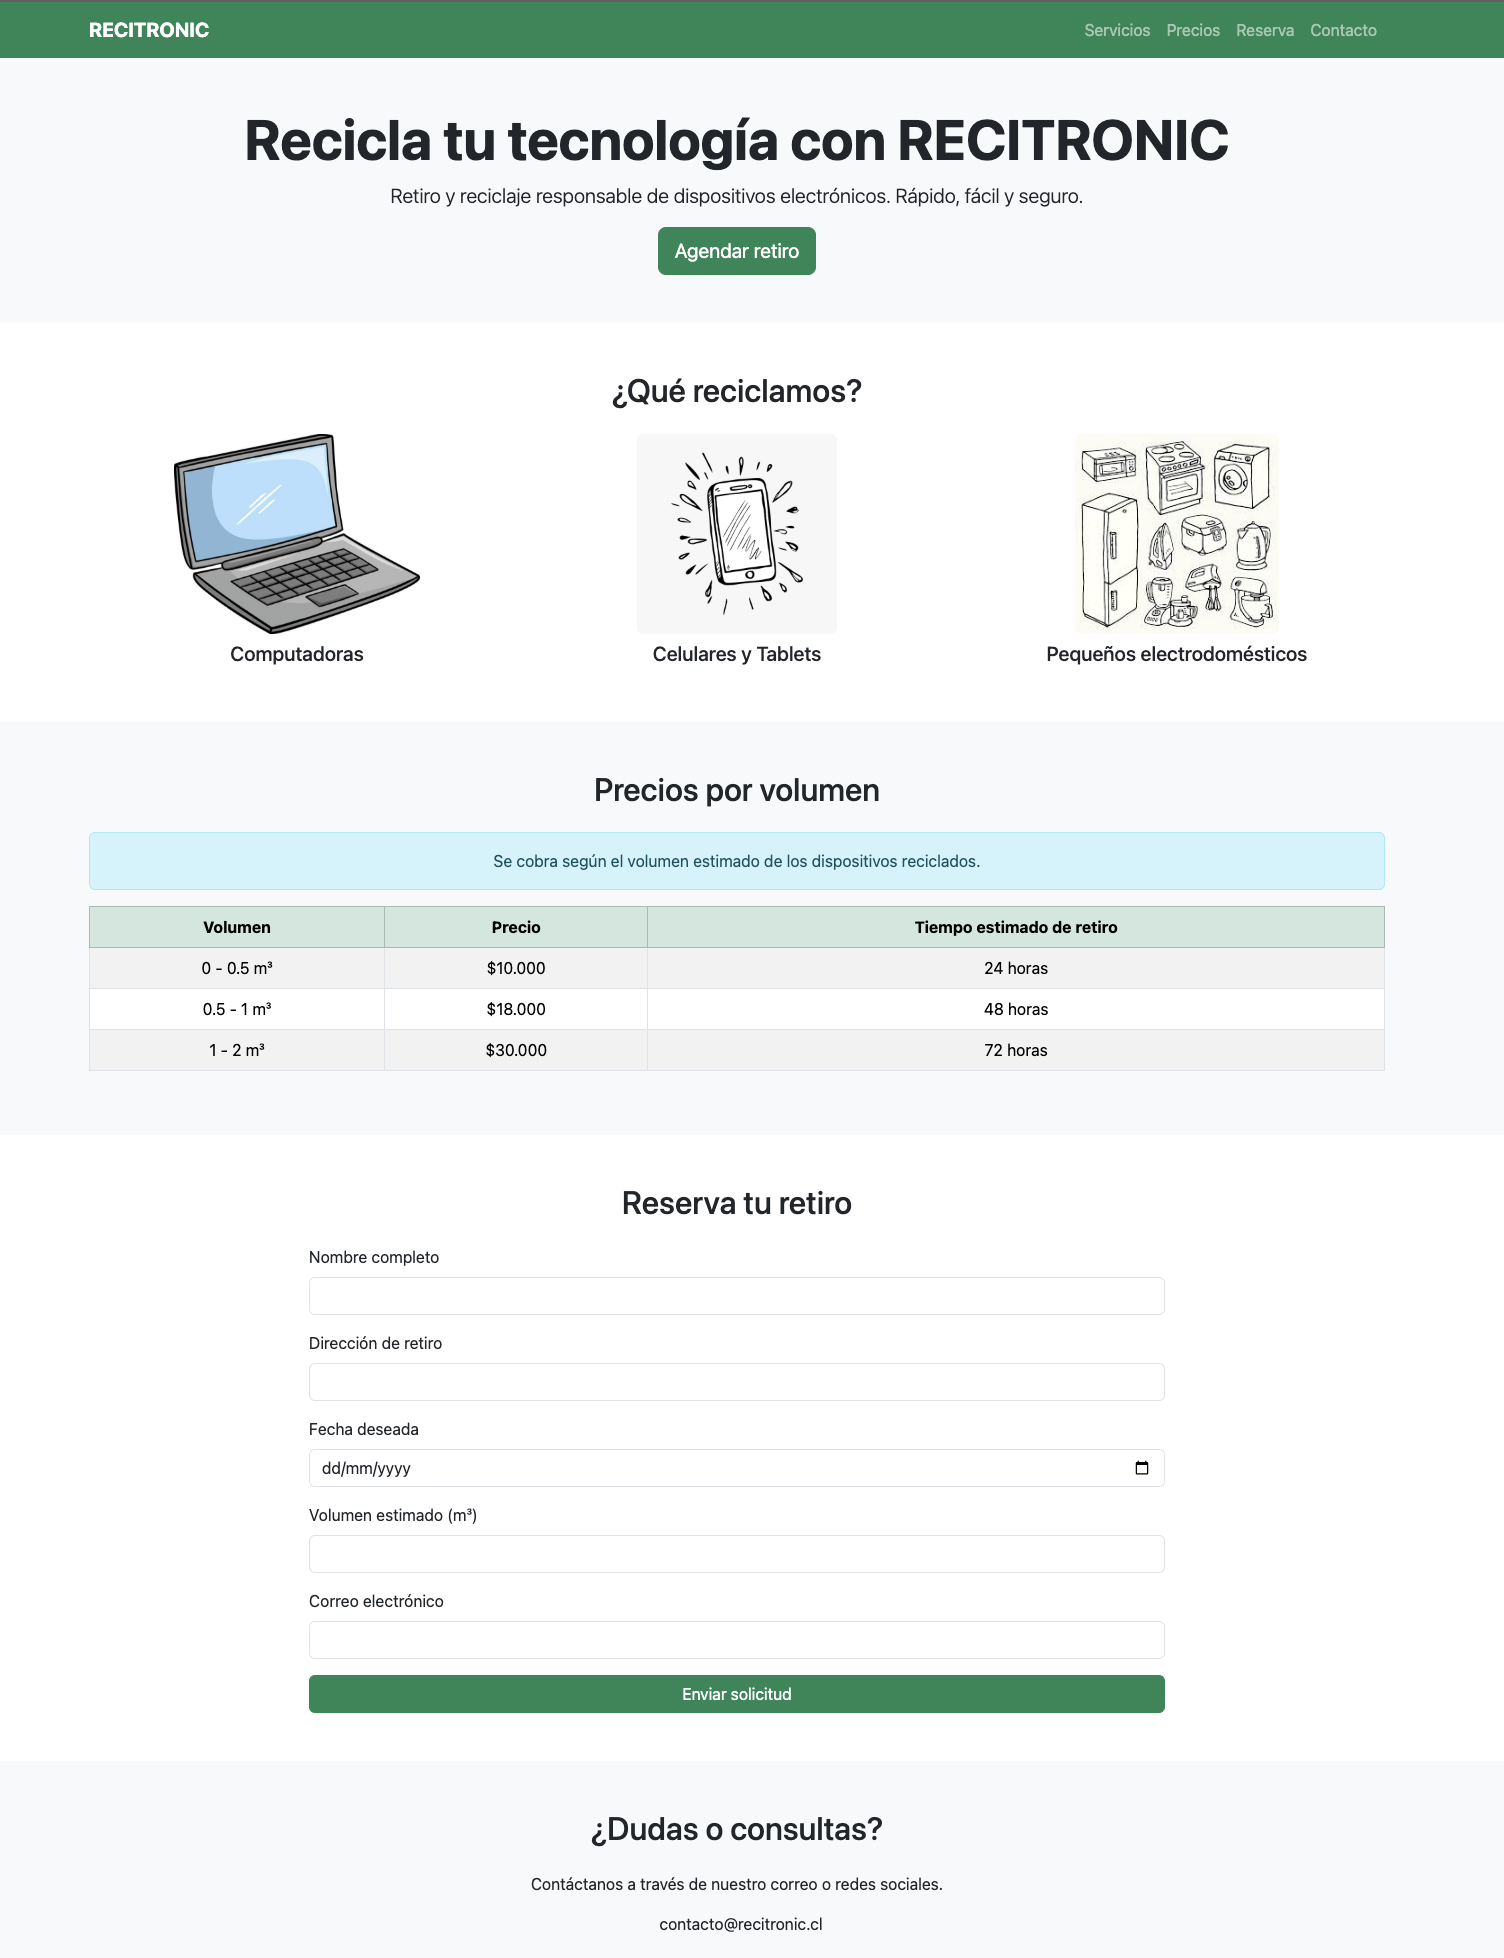 RECITRONIC
Servicios Precios Reserva Contacto
Recicla tu tecnología con RECITRONIC
Retiro y reciclaje responsable de dispositivos electrónicos. Rápido, fácil y seguro.
Agendar retiro
¿Qué reciclamos?
Computadoras
Celulares y Tablets
Pequeños electrodomésticos
Precios por volumen
Se cobra según el volumen estimado de los dispositivos reciclados.
Volumen Precio Tiempo estimado de retiro
0 - 0.5 m³ $10.000 24 horas
0.5 - 1 m³ $18.000 48 horas
1 - 2 m³ $30.000 72 horas
Reserva tu retiro
Nombre completo
Dirección de retiro
Fecha deseada
dd/mm/yyyy
Volumen estimado (m³)
Correo electrónico
Enviar solicitud
¿Dudas o consultas?
Contáctanos a través de nuestro correo o redes sociales.
contacto@recitronic.cl